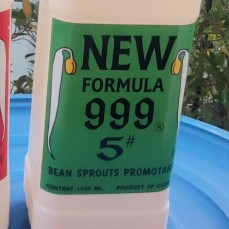 NEW
FORMULA
999®
5#
BEAN SPROUTS PROMOTA
CONTENT 1000 ML. PRODUCT OF